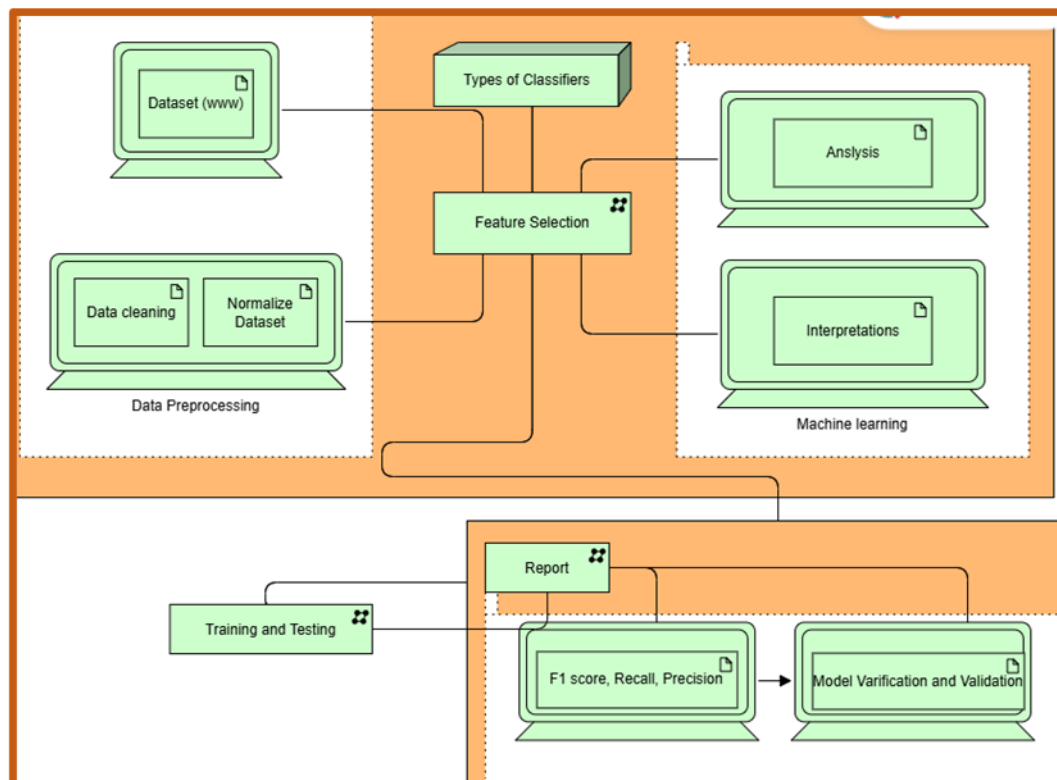 Dataset (www)
Types of Classifiers
Anslysis
Feature Selection
Data cleaning
Normalize
Dataset
Interpretations
Data Preprocessing
Machine learning
Report
Training and Testing
F1 score, Recall, Precision
Model Varification and Validation